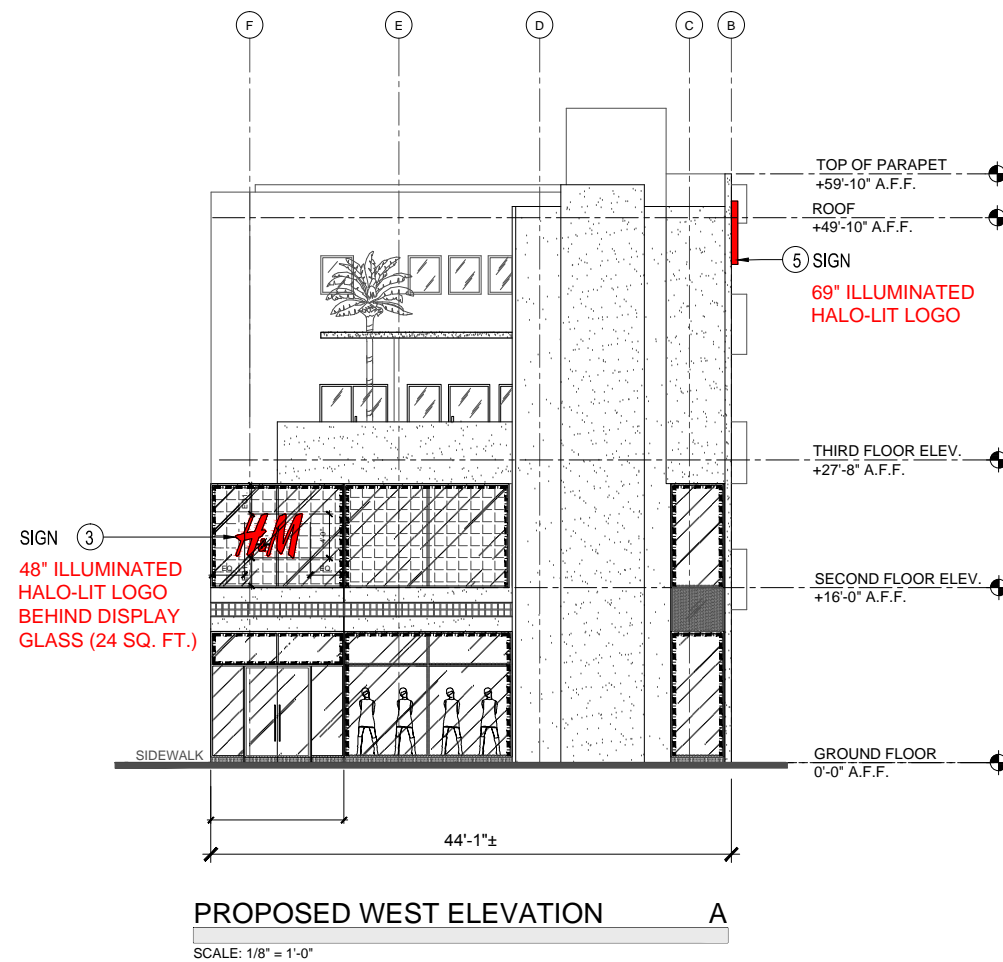 F
E
D
C
B
TOP OF PARAPET
+59'-10" A.F.F.
ROOF
+49'-10" A.F.F.
5 SIGN
69" ILLUMINATED
HALO-LIT LOGO
THIRD FLOOR ELEV.
+27'-8" A.F.F.
H&M
SIGN 3
48" ILLUMINATED
HALO-LIT LOGO
BEHIND DISPLAY
GLASS (24 SQ. FT.)
EQ
EQ
SECOND FLOOR ELEV.
+16'-0" A.F.F.
SIDEWALK
GROUND FLOOR
0'-0" A.F.F.
44'-1"±
PROPOSED WEST ELEVATION A
SCALE: 1/8" = 1'-0"